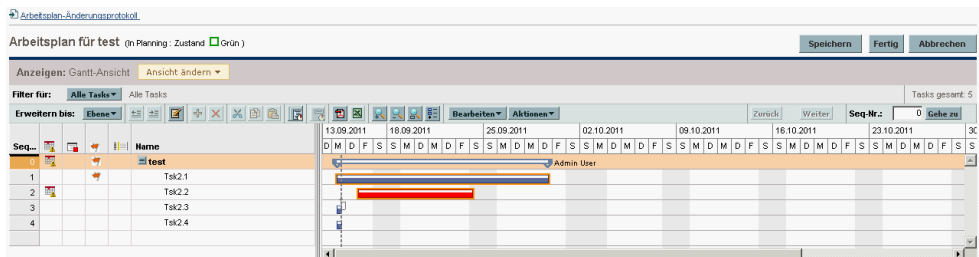 Arbeitsplan-Änderungsprotokoll
Arbeitsplan für test (In Planning : Zustand Grün )
Speichern Fertig Abbrechen
Anzeigen: Gantt-Ansicht Ansicht ändern
Filter für: Alle Tasks Alle Tasks Tasks gesamt: 5
Erweitern bis: Ebene Bearbeiten Aktionen Zurück Weiter Seq-Nr.: 0 Gehe zu
13.09.2011 18.09.2011 25.09.2011 02.10.2011 09.10.2011 16.10.2011 23.10.2011 30
Seq... Name
D M D F S S M D M D F S S M D M D F S S M D M D F S S M D M D F S S M D M D F S S M D M D F S S
0 test Admin User
1 Tsk2.1
2 Tsk2.2
3 Tsk2.3
4 Tsk2.4